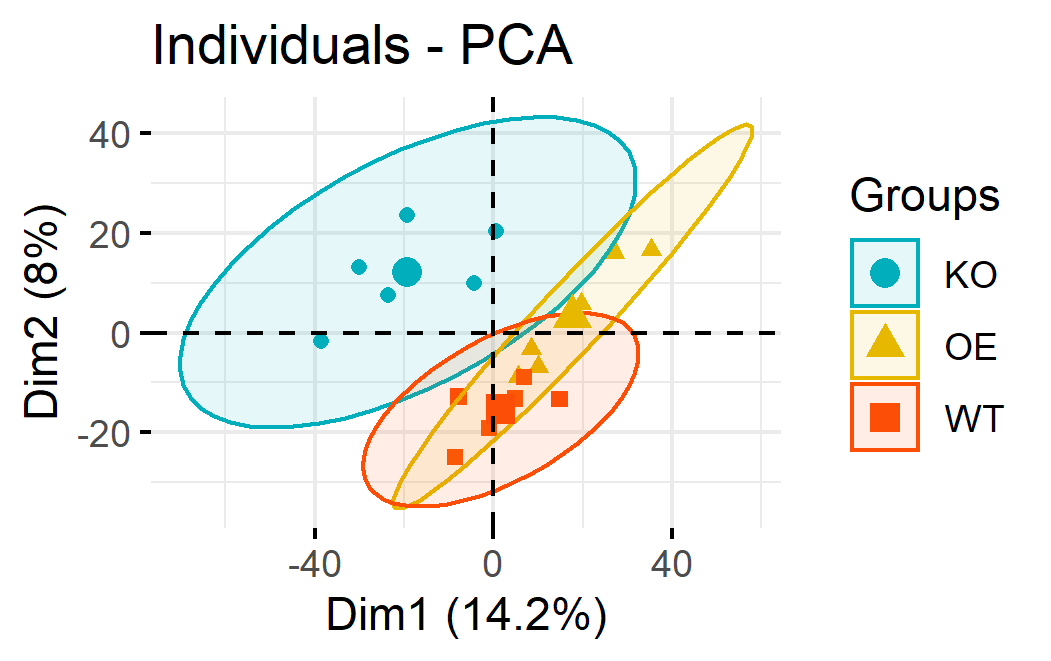 Individuals - PCA
40
20
0
-20
Dim2 (8%)
-40 0 40
Dim1 (14.2%)
Groups
KO
OE
WT